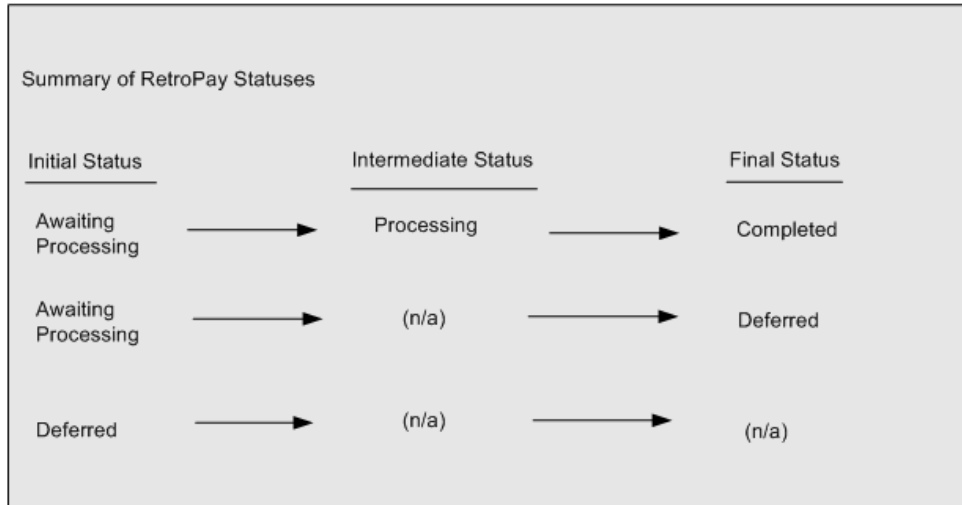 Summary of RetroPay Statuses
Initial Status
Intermediate Status
Final Status
Awaiting
Processing
Processing
Completed
Awaiting
Processing
(n/a)
Deferred
Deferred
(n/a)
(n/a)